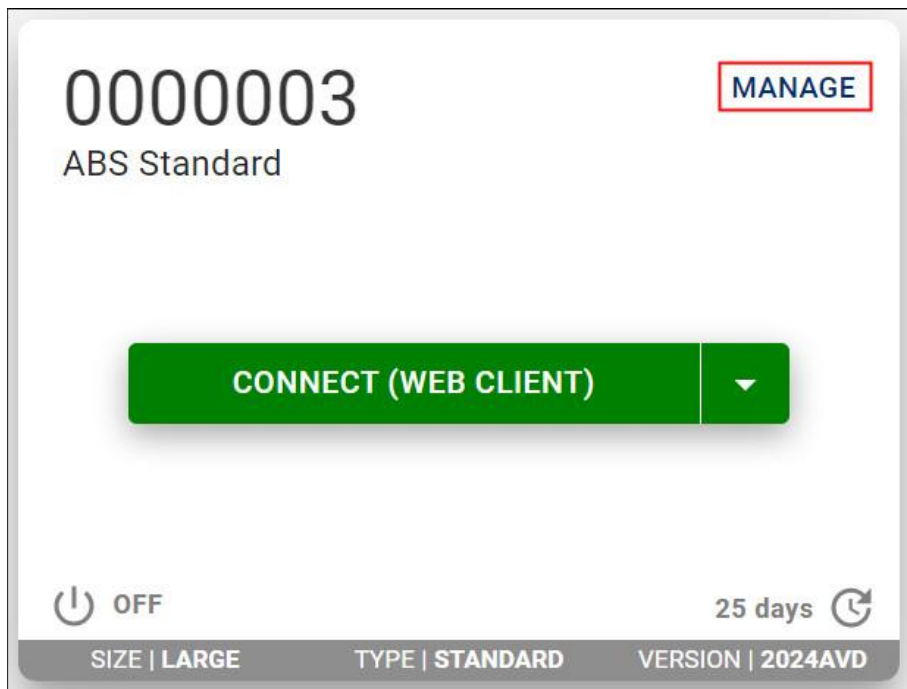 0000003
MANAGE
ABS Standard
CONNECT (WEB CLIENT)
OFF
25 days
SIZE | LARGE TYPE | STANDARD VERSION | 2024AVD